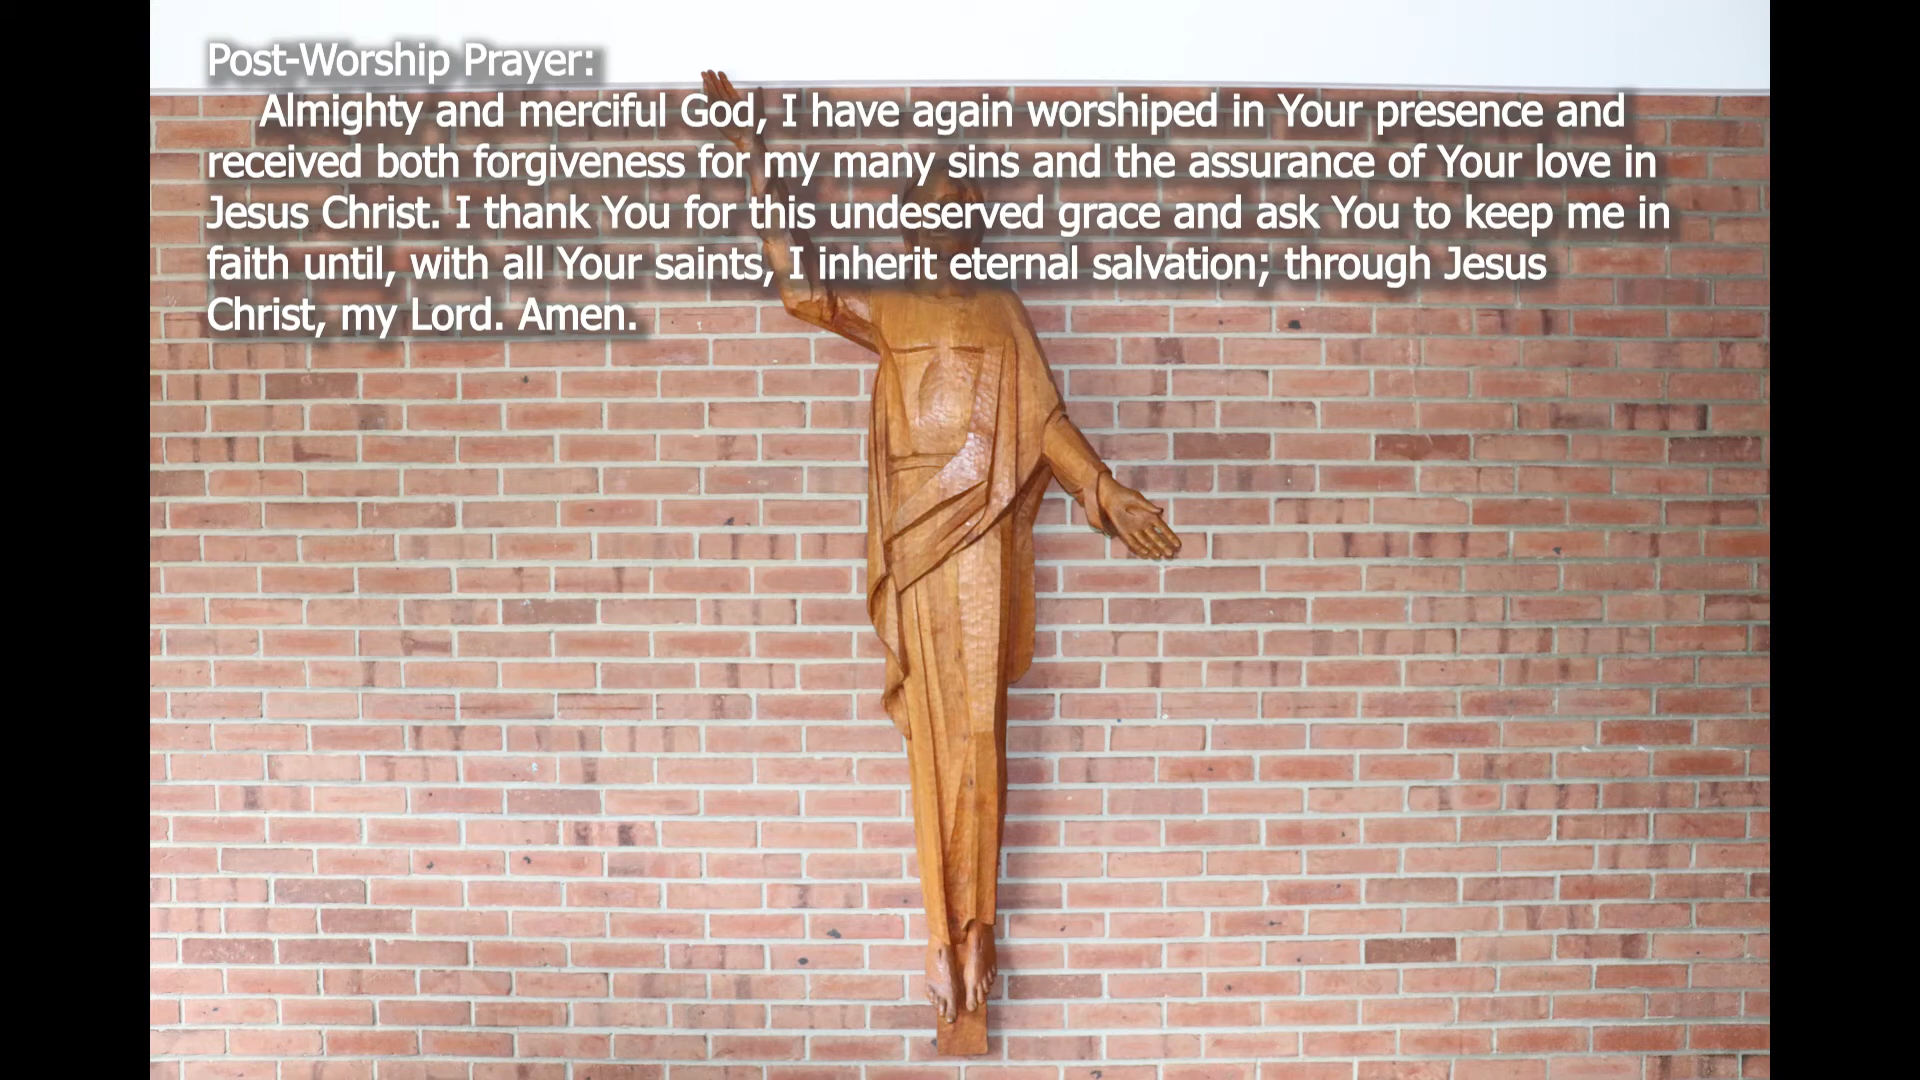 Post-Worship Prayer:
Almighty and merciful God, I have again worshiped in Your presence and
received both forgiveness for my many sins and the assurance of Your love in
Jesus Christ. I thank You for this undeserved grace and ask You to keep me in
faith until, with all Your saints, I inherit eternal salvation; through Jesus
Christ, my Lord. Amen.